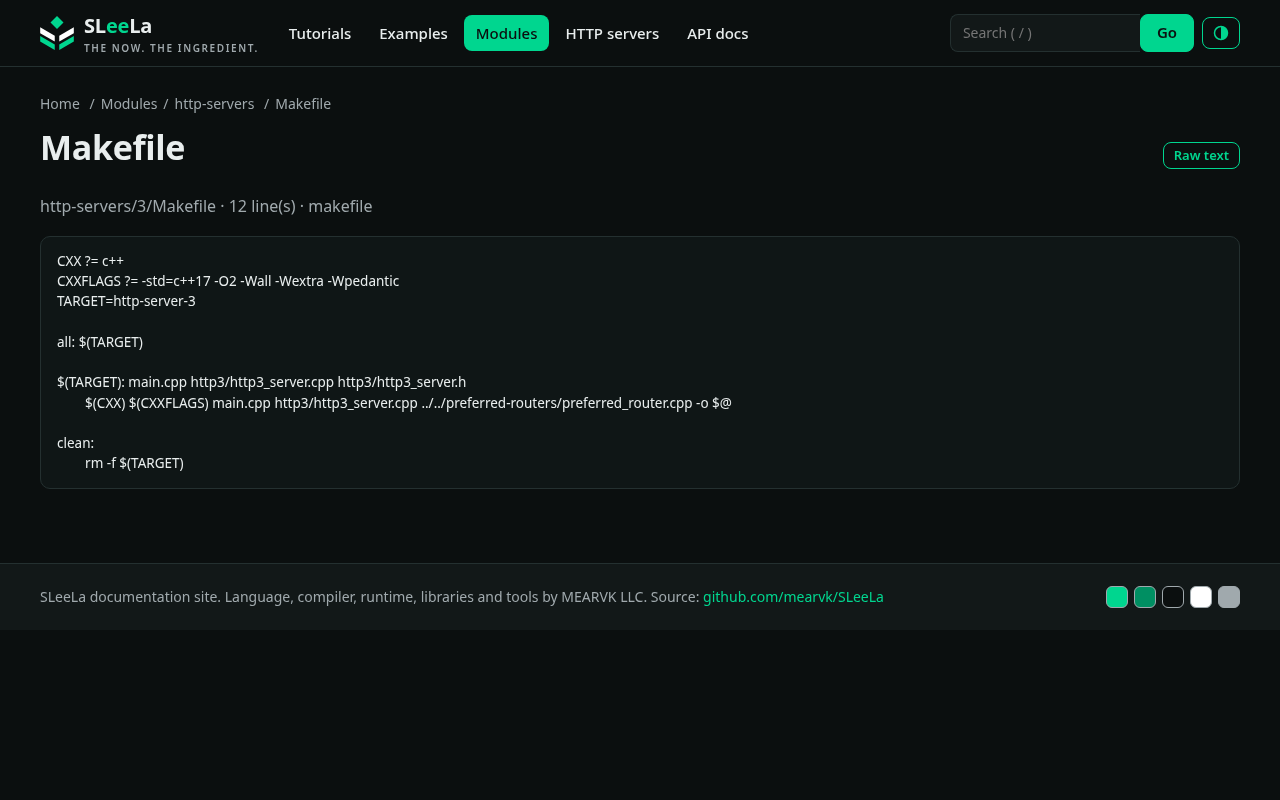 SLeeLa
THE NOW. THE INGREDIENT.
Tutorials
Examples
Modules
HTTP servers
API docs
Search ( / )
Go
Home / Modules / http-servers / Makefile
Makefile
Raw text
http-servers/3/Makefile · 12 line(s) · makefile
CXX ?= c++
CXXFLAGS ?= -std=c++17 -O2 -Wall -Wextra -Wpedantic
TARGET=http-server-3
all: $(TARGET)
$(TARGET): main.cpp http3/http3_server.cpp http3/http3_server.h
$(CXX) $(CXXFLAGS) main.cpp http3/http3_server.cpp ../../preferred-routers/preferred_router.cpp -o $@
clean:
rm -f $(TARGET)
SLeeLa documentation site. Language, compiler, runtime, libraries and tools by MEARVK LLC. Source: github.com/mearvk/SLeeLa